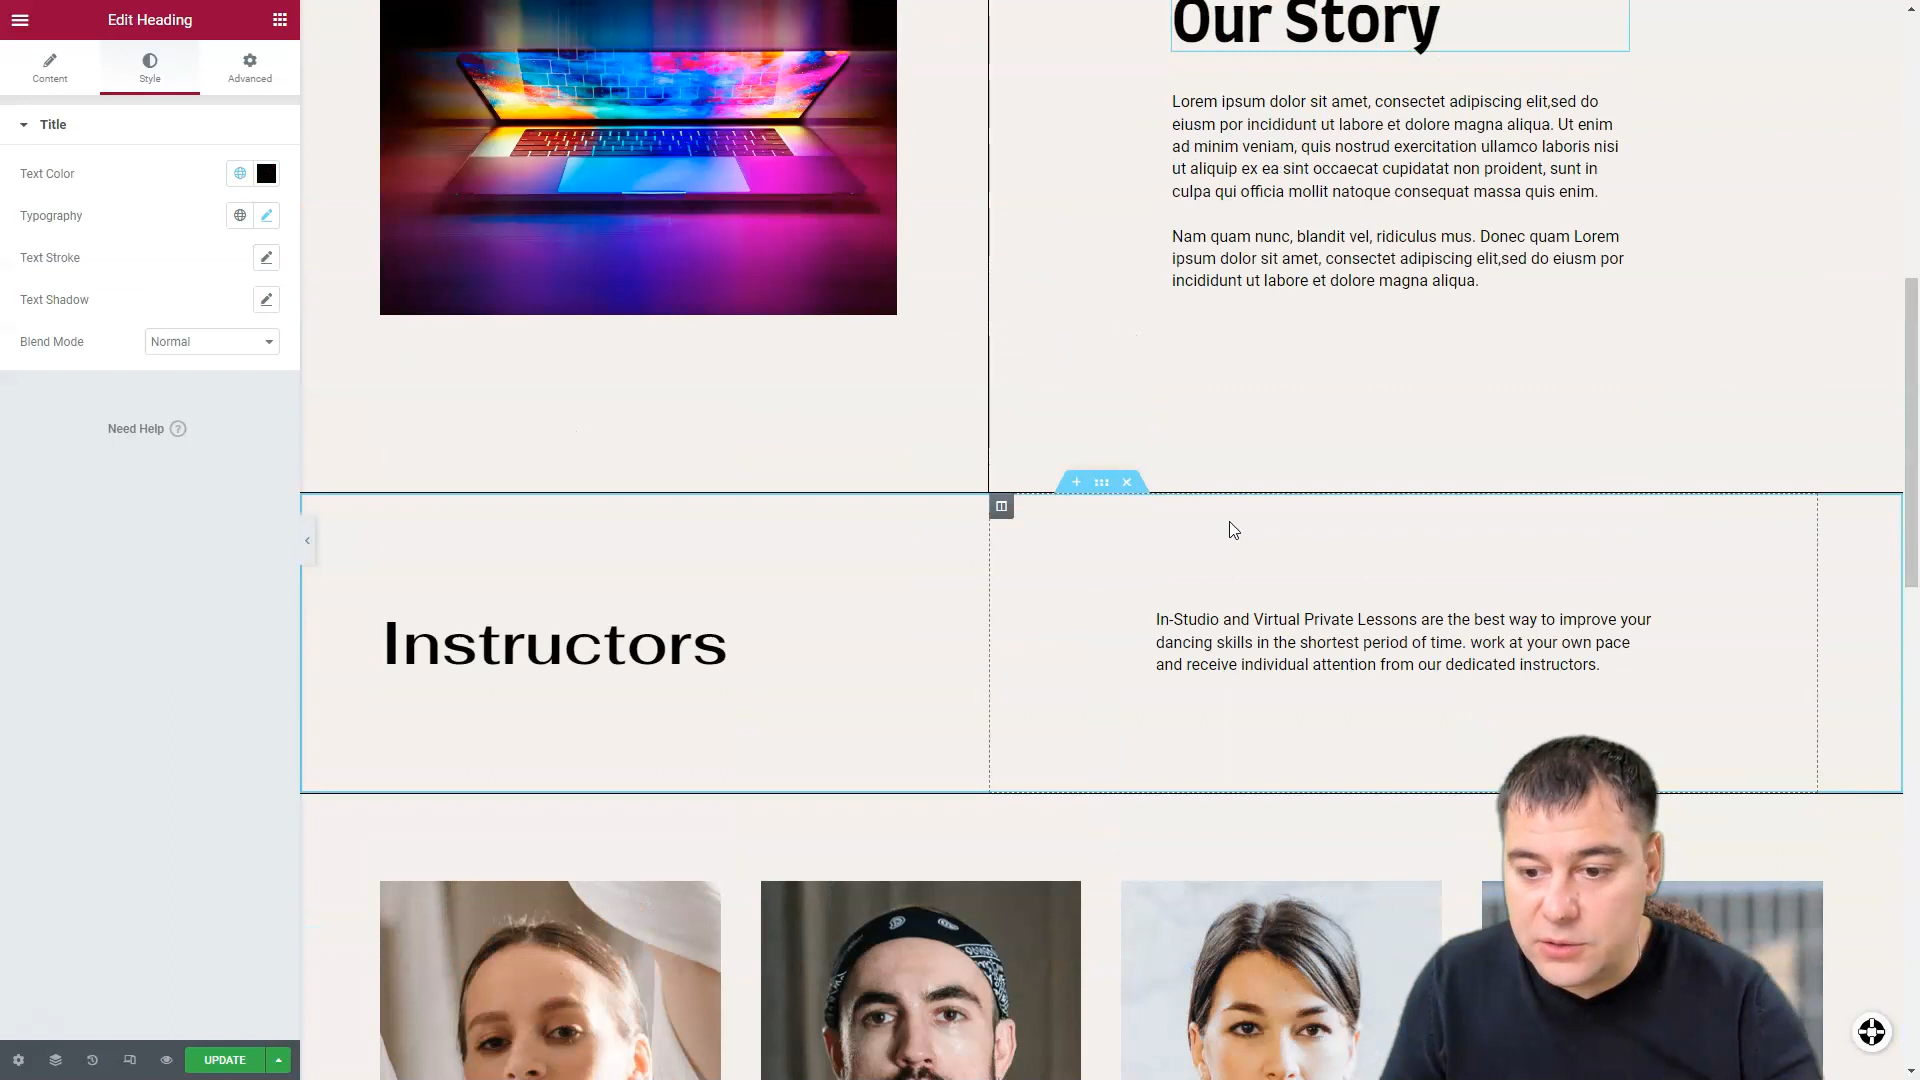 Edit Heading
Content
Style
Advanced
Title
Text Color
Typography
Text Stroke
Text Shadow
Blend Mode
Normal
Need Help ?
UPDATE
Our Story
Lorem ipsum dolor sit amet, consectet adipiscing elit,sed do
eiusm por incididunt ut labore et dolore magna aliqua. Ut enim
ad minim veniam, quis nostrud exercitation ullamco laboris nisi
ut aliquip ex ea sint occaecat cupidatat non proident, sunt in
culpa qui officia mollit natoque consequat massa quis enim.
Nam quam nunc, blandit vel, ridiculus mus. Donec quam Lorem
ipsum dolor sit amet, consectet adipiscing elit,sed do eiusm por
incididunt ut labore et dolore magna aliqua.
Instructors
In-Studio and Virtual Private Lessons are the best way to improve your
dancing skills in the shortest period of time. work at your own pace
and receive individual attention from our dedicated instructors.